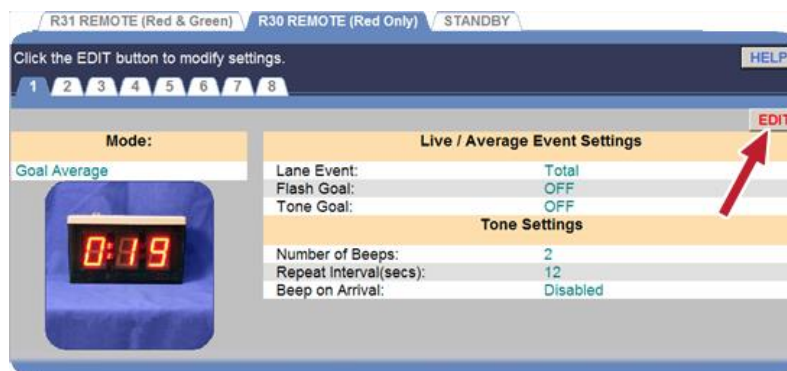 R31 REMOTE (Red & Green) R30 REMOTE (Red Only) STANDBY
Click the EDIT button to modify settings. HELP
1 2 3 4 5 6 7 8
EDIT
Mode: Live / Average Event Settings
Goal Average Lane Event: Total
Flash Goal: OFF
Tone Goal: OFF
Tone Settings
0:19
Number of Beeps: 2
Repeat Interval(secs): 12
Beep on Arrival: Disabled